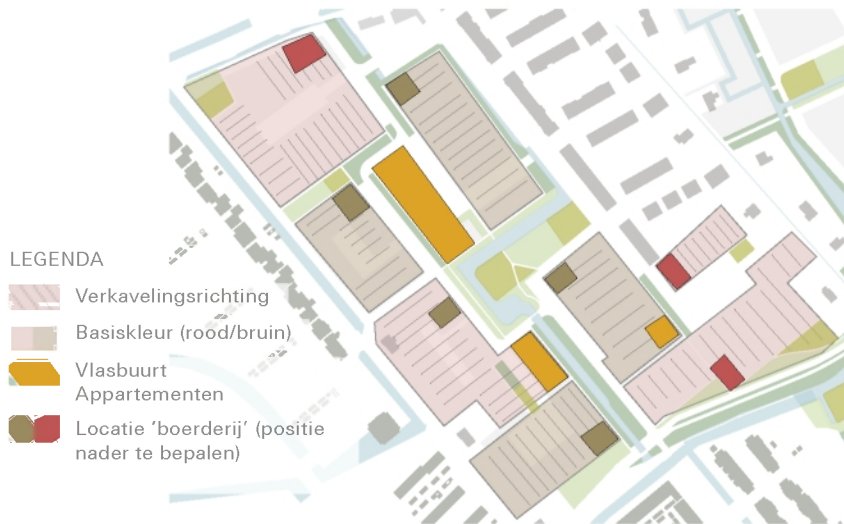 LEGENDA
Verkavelingsrichting
Basiskleur (rood/bruin)
Vlasbuurt
Appartementen
Locatie 'boerderij' (positie
nader te bepalen)